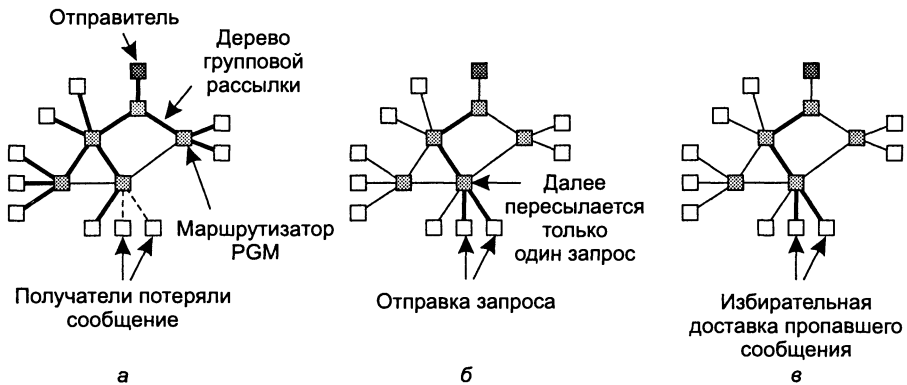 Отправитель
Дерево
групповой
рассылки
Маршрутизатор
PGM
Получатели потеряли
сообщение
а
Далее
пересылается
только
один запрос
Отправка запроса
б
Избирательная
доставка пропавшего
сообщения
в